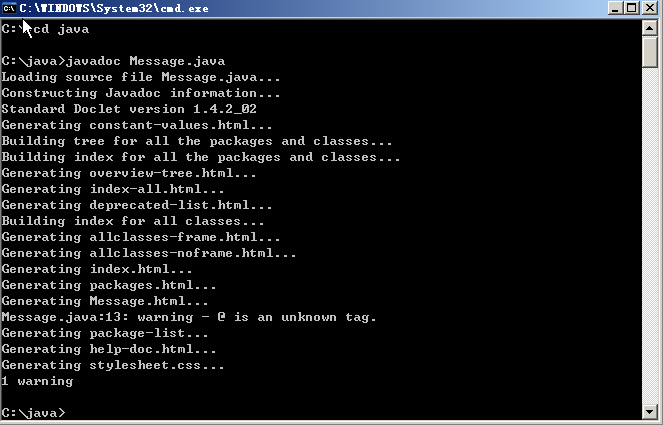 C:\WINDOWS\System32\cmd.exe
C:\cd java
C:\java>javadoc Message.java
Loading source file Message.java...
Constructing Javadoc information...
Standard Doclet version 1.4.2_02
Generating constant-values.html...
Building tree for all the packages and classes...
Building index for all the packages and classes...
Generating overview-tree.html...
Generating index-all.html...
Generating deprecated-list.html...
Building index for all classes...
Generating allclasses-frame.html...
Generating allclasses-noframe.html...
Generating index.html...
Generating packages.html...
Generating Message.html...
Message.java:13: warning - @ is an unknown tag.
Generating package-list...
Generating help-doc.html...
Generating stylesheet.css...
1 warning
C:\java>